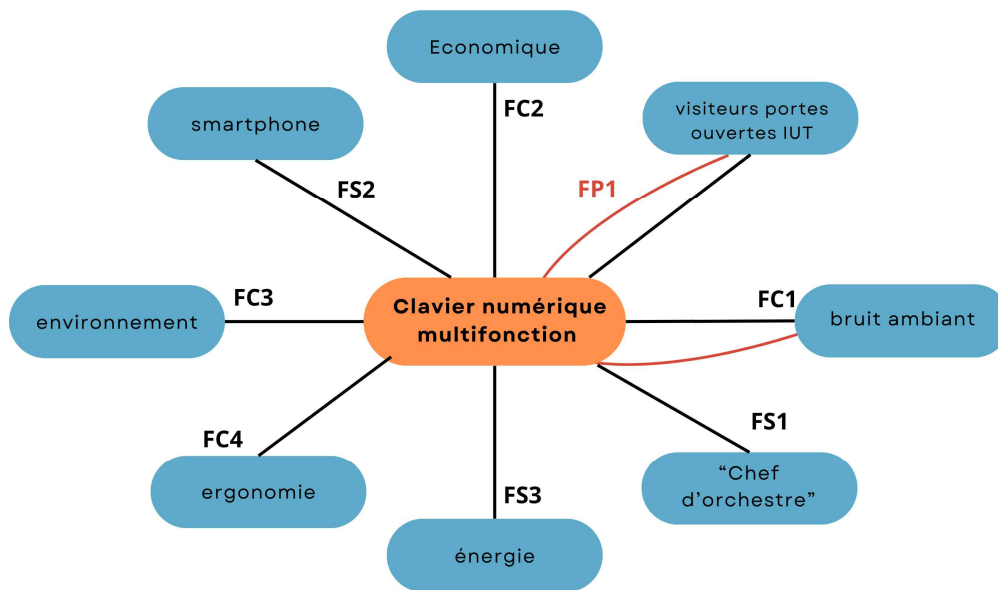 Economique
FC2
visiteurs portes
ouvertes IUT
smartphone
FS2
FP1
FC3
environnement
Clavier numérique
multifonction
FC1
bruit ambiant
FC4
ergonomie
FS3
énergie
FS1
“Chef
d’orchestre”